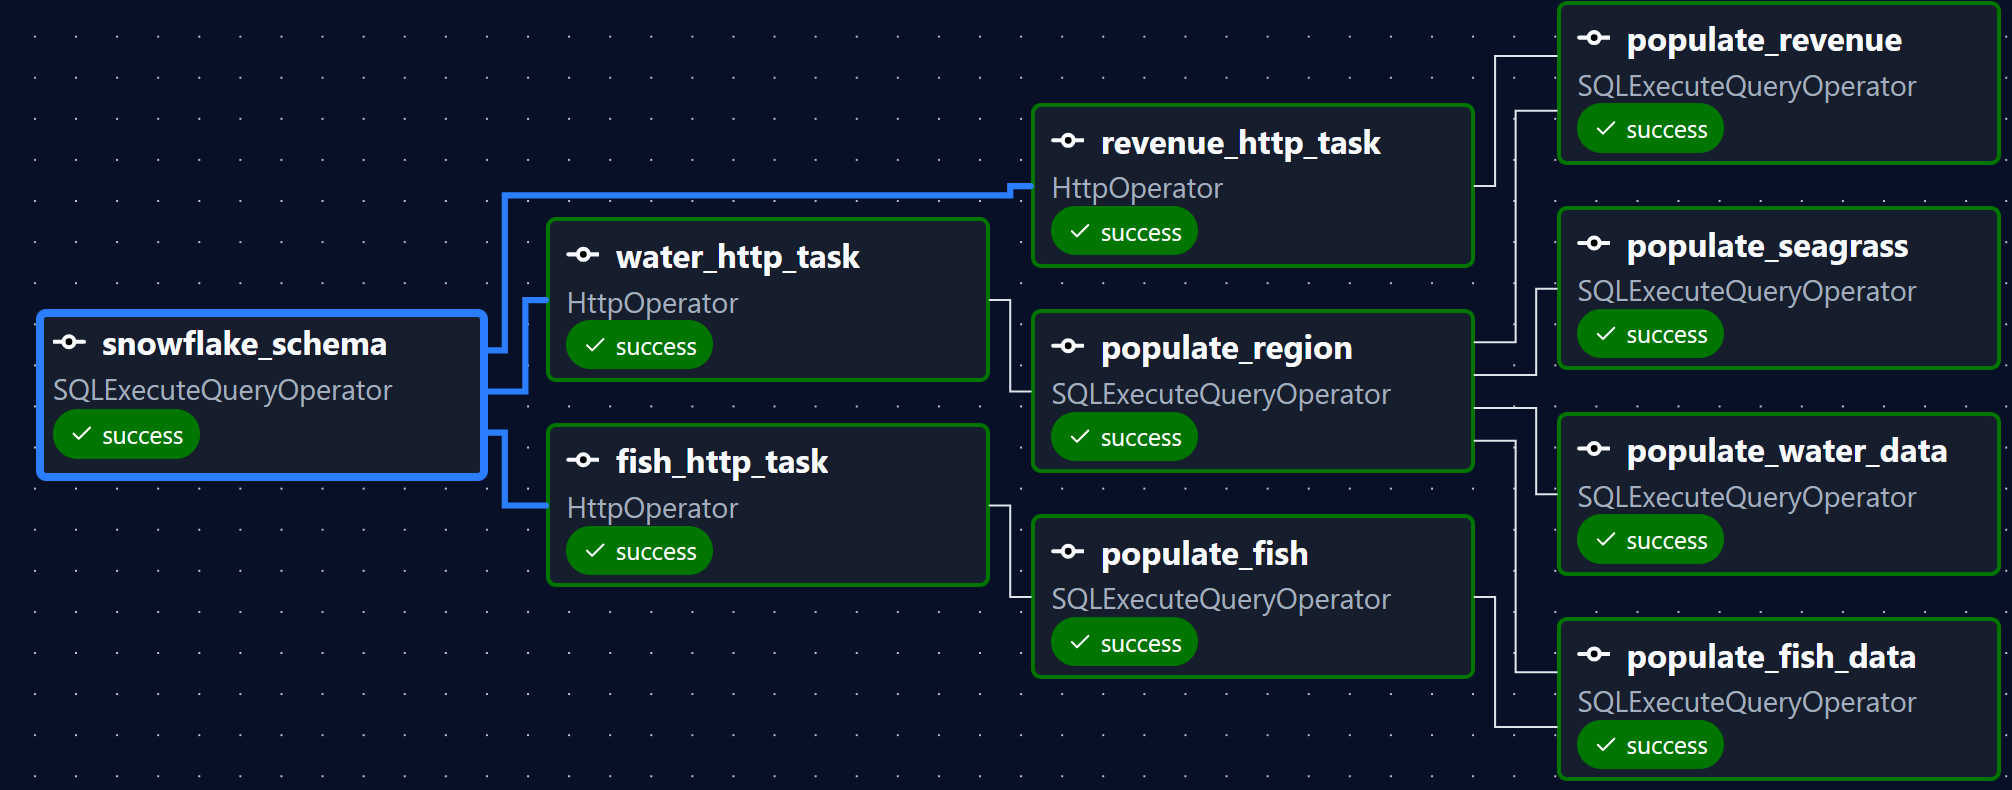 snowflake_schema
SQLExecuteQueryOperator
success
water_http_task
HttpOperator
success
fish_http_task
HttpOperator
success
revenue_http_task
HttpOperator
success
populate_region
SQLExecuteQueryOperator
success
populate_fish
SQLExecuteQueryOperator
success
populate_revenue
SQLExecuteQueryOperator
success
populate_seagrass
SQLExecuteQueryOperator
success
populate_water_data
SQLExecuteQueryOperator
success
populate_fish_data
SQLExecuteQueryOperator
success